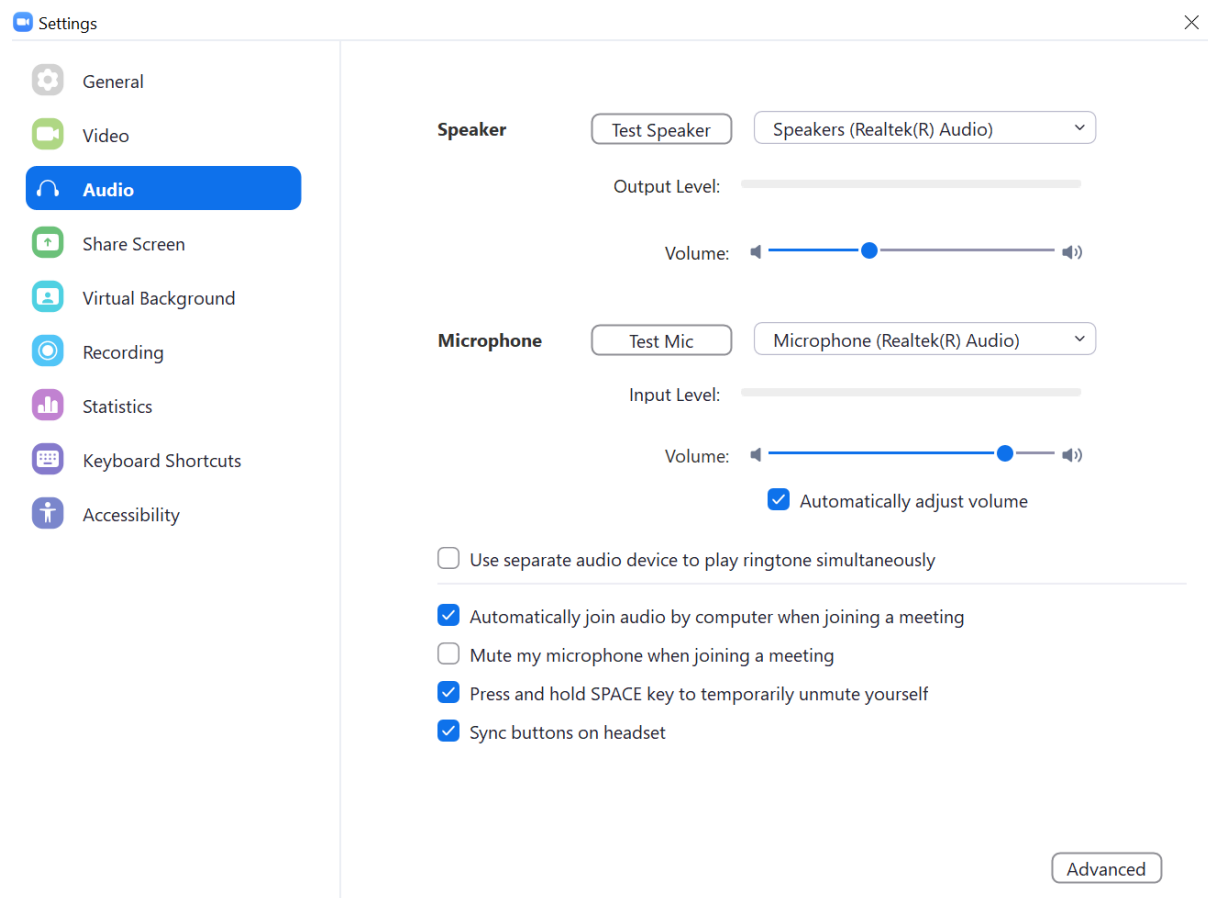 Settings
General
Video
Audio
Share Screen
Virtual Background
Recording
Statistics
Keyboard Shortcuts
Accessibility
Speaker
Test Speaker
Speakers (Realtek(R) Audio)
Output Level:
Volume:
Microphone
Test Mic
Microphone (Realtek(R) Audio)
Input Level:
Volume:
Automatically adjust volume
Use separate audio device to play ringtone simultaneously
Automatically join audio by computer when joining a meeting
Mute my microphone when joining a meeting
Press and hold SPACE key to temporarily unmute yourself
Sync buttons on headset
Advanced